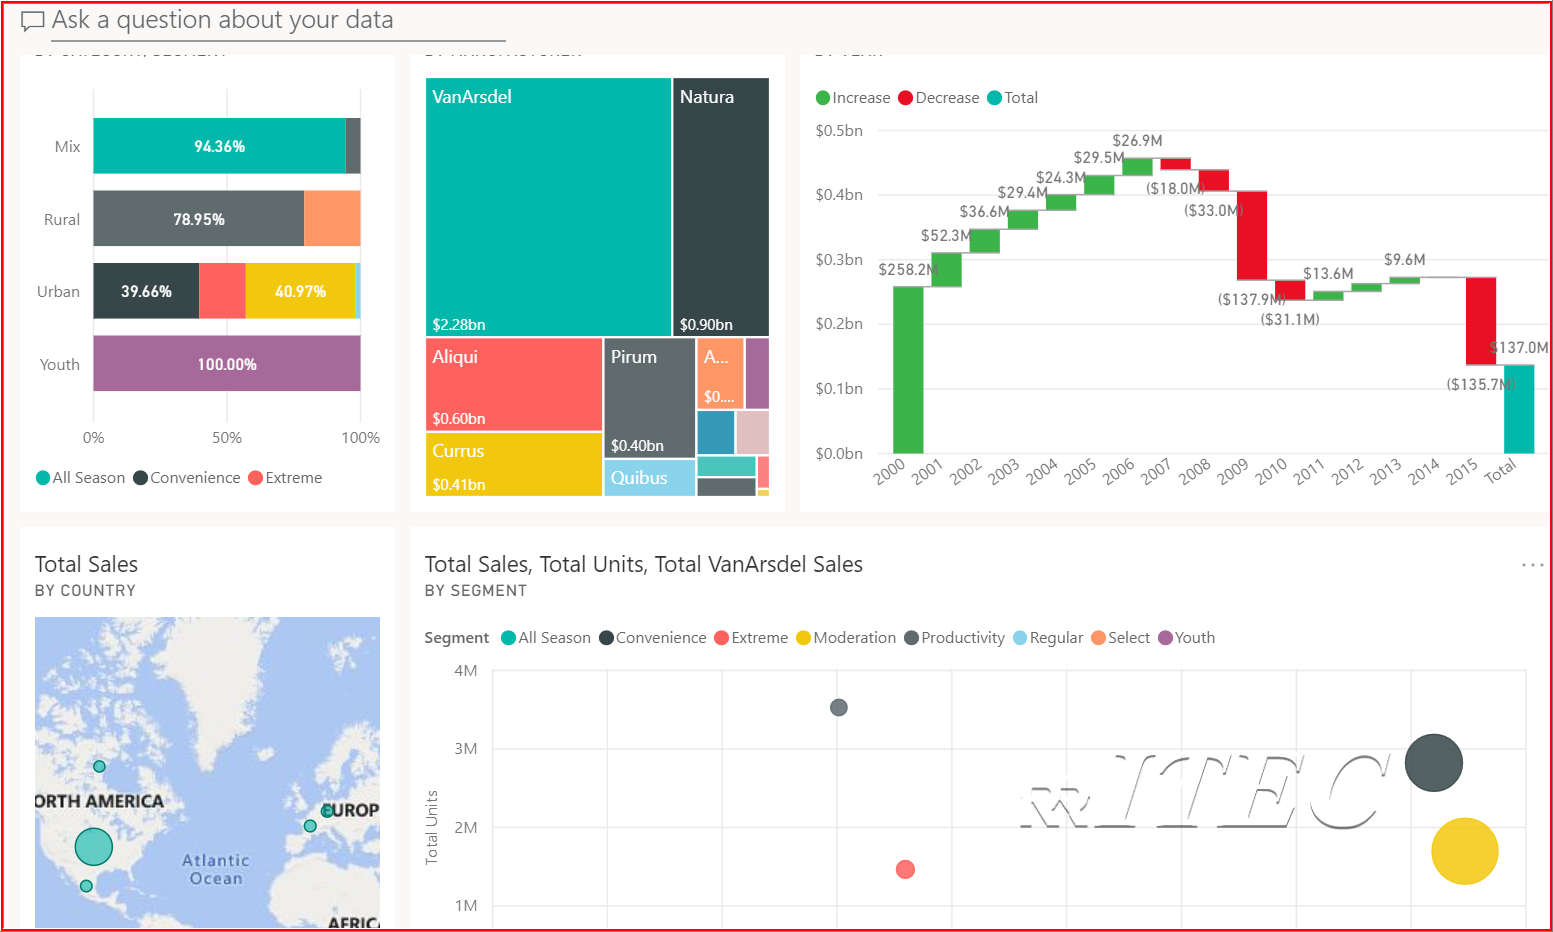 Ask a question about your data
Mix
94.36%
Rural
78.95%
Urban
39.66%
40.97%
Youth
100.00%
0%
50%
100%
All Season
Convenience
Extreme
VanArsdel
$2.28bn
Natura
$0.90bn
Aliqui
$0.60bn
Pirum
$0.40bn
A...
$0....
Currus
$0.41bn
Quibus
Increase
Decrease
Total
$0.5bn
$0.4bn
$0.3bn
$0.2bn
$0.1bn
$0.0bn
$258.2M
$52.3M
$36.6M
$29.4M
$24.3M
$29.5M
$26.9M
($18.0M)
($33.0M)
($137.9M)
($31.1M)
$13.6M
$9.6M
($135.7M)
$137.0M
2000
2001
2002
2003
2004
2005
2006
2007
2008
2009
2010
2011
2012
2013
2014
2015
Total
Total Sales
BY COUNTRY
ORTH AMERICA
EUROP
Atlantic
Ocean
AFRIC
Total Sales, Total Units, Total VanArsdel Sales
BY SEGMENT
...
Segment
All Season
Convenience
Extreme
Moderation
Productivity
Regular
Select
Youth
4M
3M
2M
1M
Total Units
ITEC